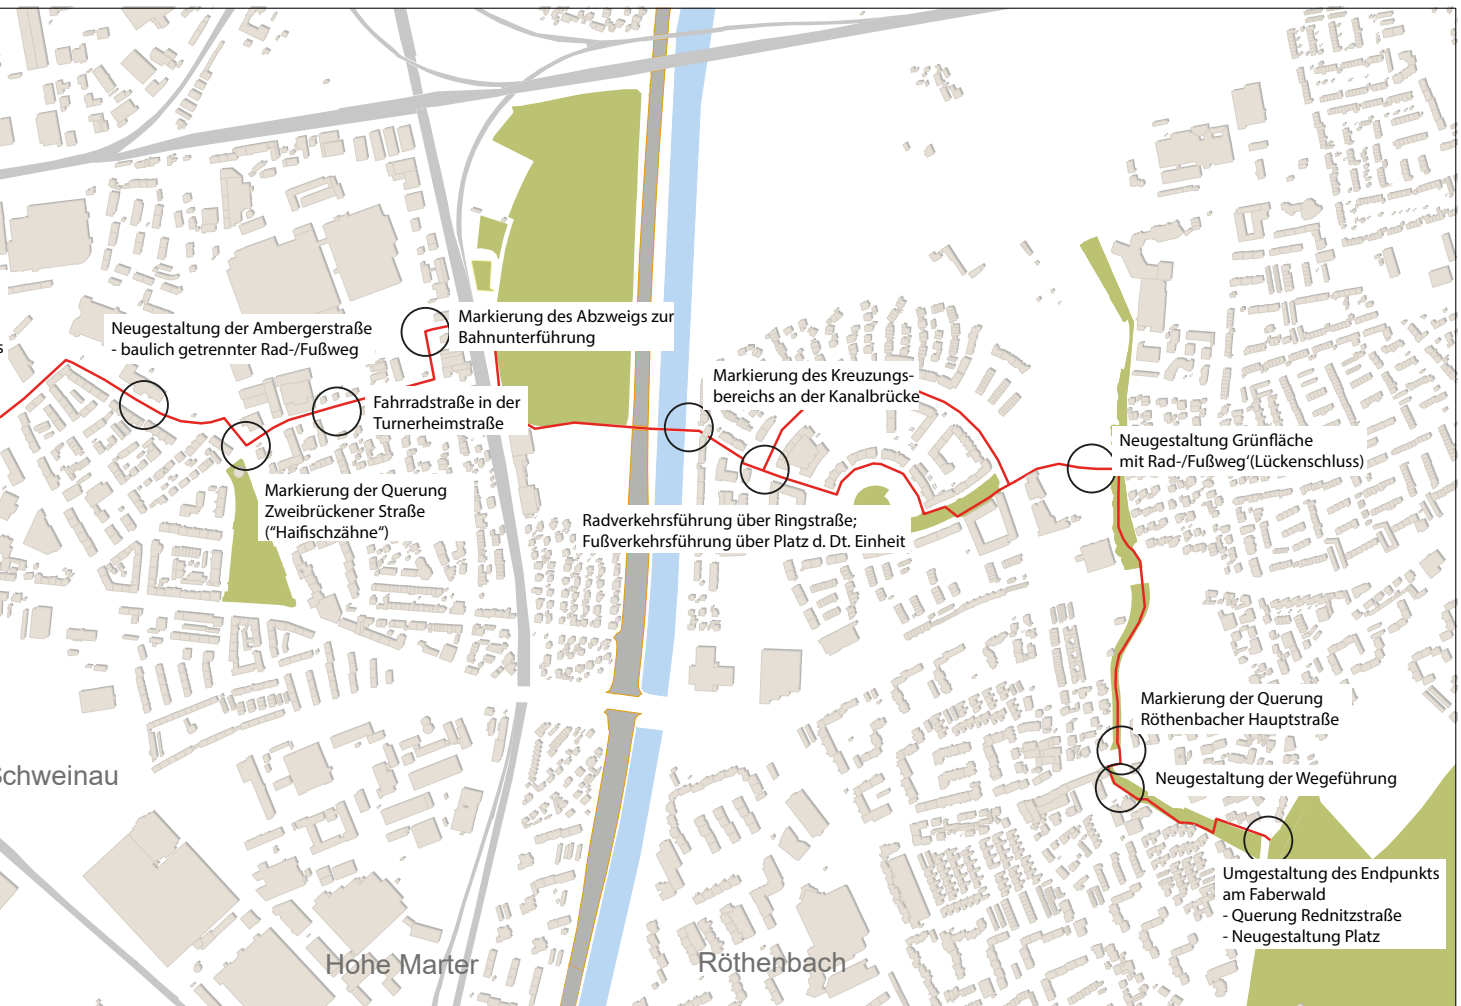 Neugestaltung der Ambergerstraße
- baulich getrennter Rad-/Fußweg
s
Markierung des Abzweigs zur
Bahnunterführung
Fahrradstraße in der
Turnerheimstraße
Markierung des Kreuzungs-
bereichs an der Kanalbrücke
Neugestaltung Grünfläche
mit Rad-/Fußweg‘(Lückenschluss)
Markierung der Querung
Zweibrückener Straße
(“Haifischzähne“)
Radverkehrsführung über Ringstraße;
Fußverkehrsführung über Platz d. Dt. Einheit
Markierung der Querung
Röthenbacher Hauptstraße
Neugestaltung der Wegeführung
Schweinau
Umgestaltung des Endpunkts
am Faberwald
- Querung Rednitzstraße
- Neugestaltung Platz
Hohe Marter
Röthenbach